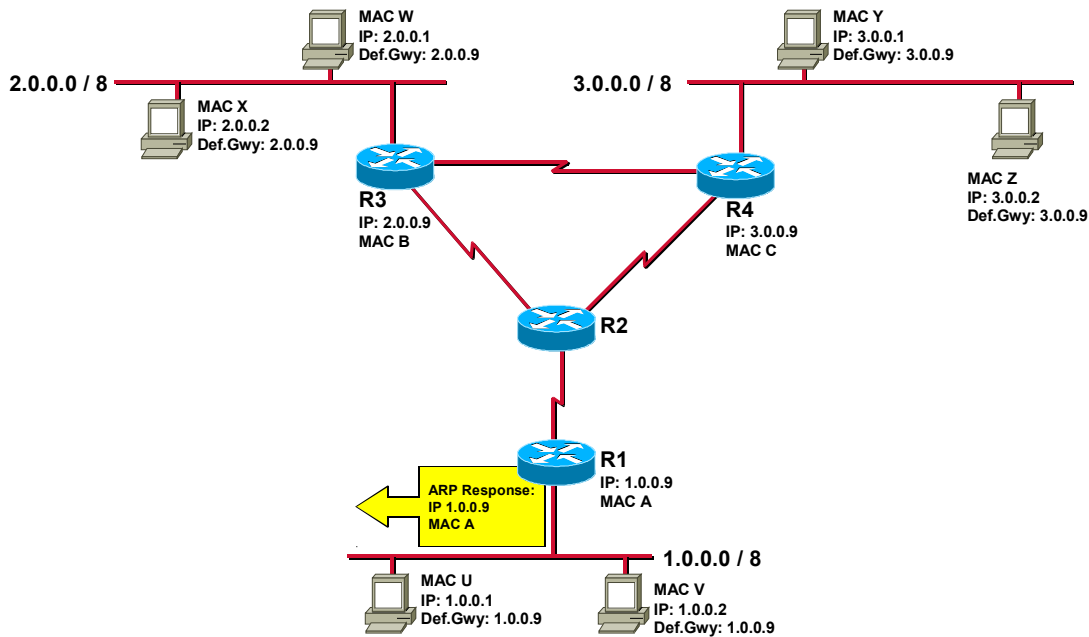 MAC W
IP: 2.0.0.1
Def.Gwy: 2.0.0.9
MAC Y
IP: 3.0.0.1
Def.Gwy: 3.0.0.9
2.0.0.0 / 8
3.0.0.0 / 8
MAC X
IP: 2.0.0.2
Def.Gwy: 2.0.0.9
MAC Z
IP: 3.0.0.2
Def.Gwy: 3.0.0.9
R3
IP: 2.0.0.9
MAC B
R4
IP: 3.0.0.9
MAC C
R2
R1
IP: 1.0.0.9
MAC A
ARP Response:
IP 1.0.0.9
MAC A
1.0.0.0 / 8
MAC U
IP: 1.0.0.1
Def.Gwy: 1.0.0.9
MAC V
IP: 1.0.0.2
Def.Gwy: 1.0.0.9